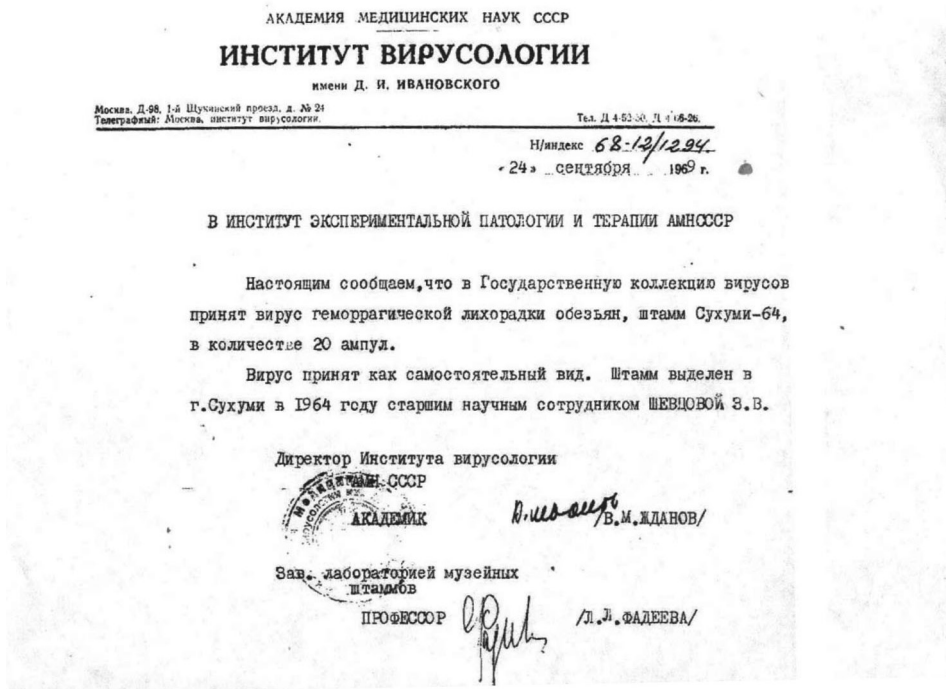 АКАДЕМИЯ МЕДИЦИНСКИХ НАУК СССР
ИНСТИТУТ ВИРУСОЛОГИИ
имени Д. И. ИВАНОВСКОГО
Москва, Д-98, 1-й Щукинский проезд, д. № 24
Телеграфный: Москва, институт вирусологии.
Тел. Д
Н/индекс 68-12/1294
«24» сентября 1969 г.
В ИНСТИТУТ ЭКСПЕРИМЕНТАЛЬНОЙ ПАТОЛОГИИ И ТЕРАПИИ АМНСССР
Настоящим сообщаем,что в Государственную коллекцию вирусов
принят вирус геморрагической лихорадки обезьян, штамм Сухуми-64,
в количестве 20 ампул.
Вирус принят как самостоятельный вид. Штамм выделен в
г.Сухуми в 1964 году старшим научным сотрудником ШЕВЦОВОЙ З.В.
Директор Института вирусологии
АМН СССР
АКАДЕМИК /В.М.ЖДАНОВ/
Зав. лабораторией музейных
штаммов
ПРОФЕССОР /Л.Л.ФАДЕЕВА/